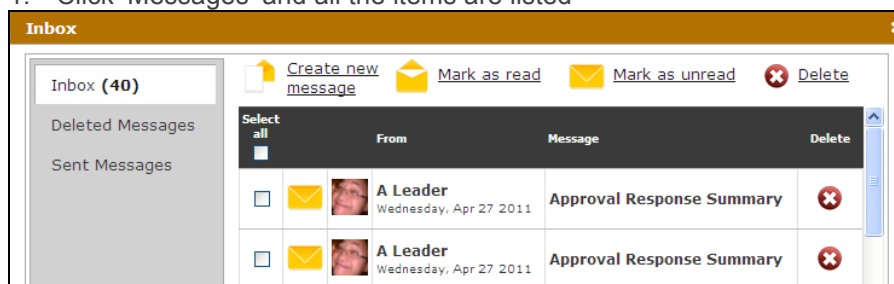 1. Click 'Messages' and all the items are listed
Inbox
Inbox (40)
Deleted Messages
Sent Messages
Create new
message
Mark as read
Mark as unread
Delete
Select
all
From
Message
Delete
A Leader
Wednesday, Apr 27 2011
Approval Response Summary
A Leader
Wednesday, Apr 27 2011
Approval Response Summary